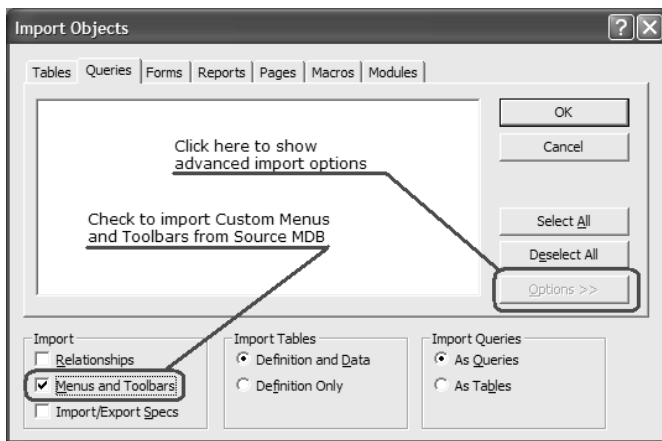 Import Objects
Tables Queries Forms Reports Pages Macros Modules
OK
Cancel
Click here to show
advanced import options
Check to import Custom Menus
and Toolbars from Source MDB
Select All
Deselect All
Options >>
Import
Relationships
Menus and Toolbars
Import/Export Specs
Import Tables
Definition and Data
Definition Only
Import Queries
As Queries
As Tables